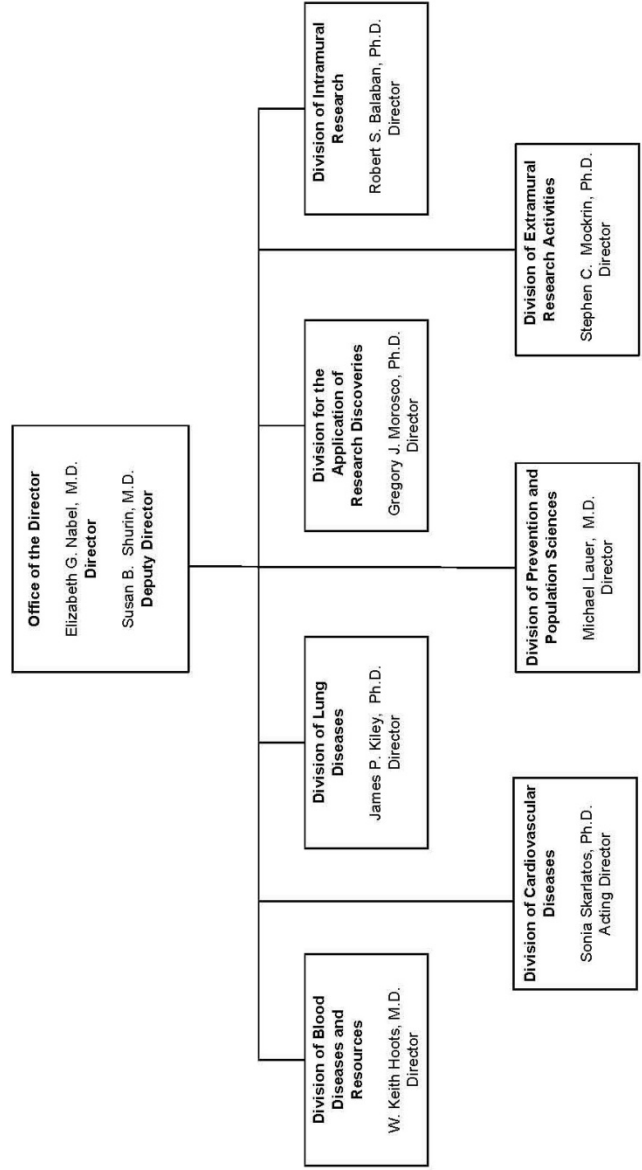 Office of the Director
Elizabeth G. Nabel, M.D.
Director
Susan B. Shurin, M.D.
Deputy Director
Division of Blood
Diseases and
Resources
W. Keith Hoots, M.D.
Director
Division of Lung
Diseases
James P. Kiley, Ph.D.
Director
Division for the
Application of
Research Discoveries
Gregory J. Morosco, Ph.D.
Director
Division of Intramural
Research
Robert S. Balaban, Ph.D.
Director
Division of Cardiovascular
Diseases
Sonia Skarlatos, Ph.D.
Acting Director
Division of Prevention and
Population Sciences
Michael Lauer, M.D.
Director
Division of Extramural
Research Activities
Stephen C. Mockrin, Ph.D.
Director